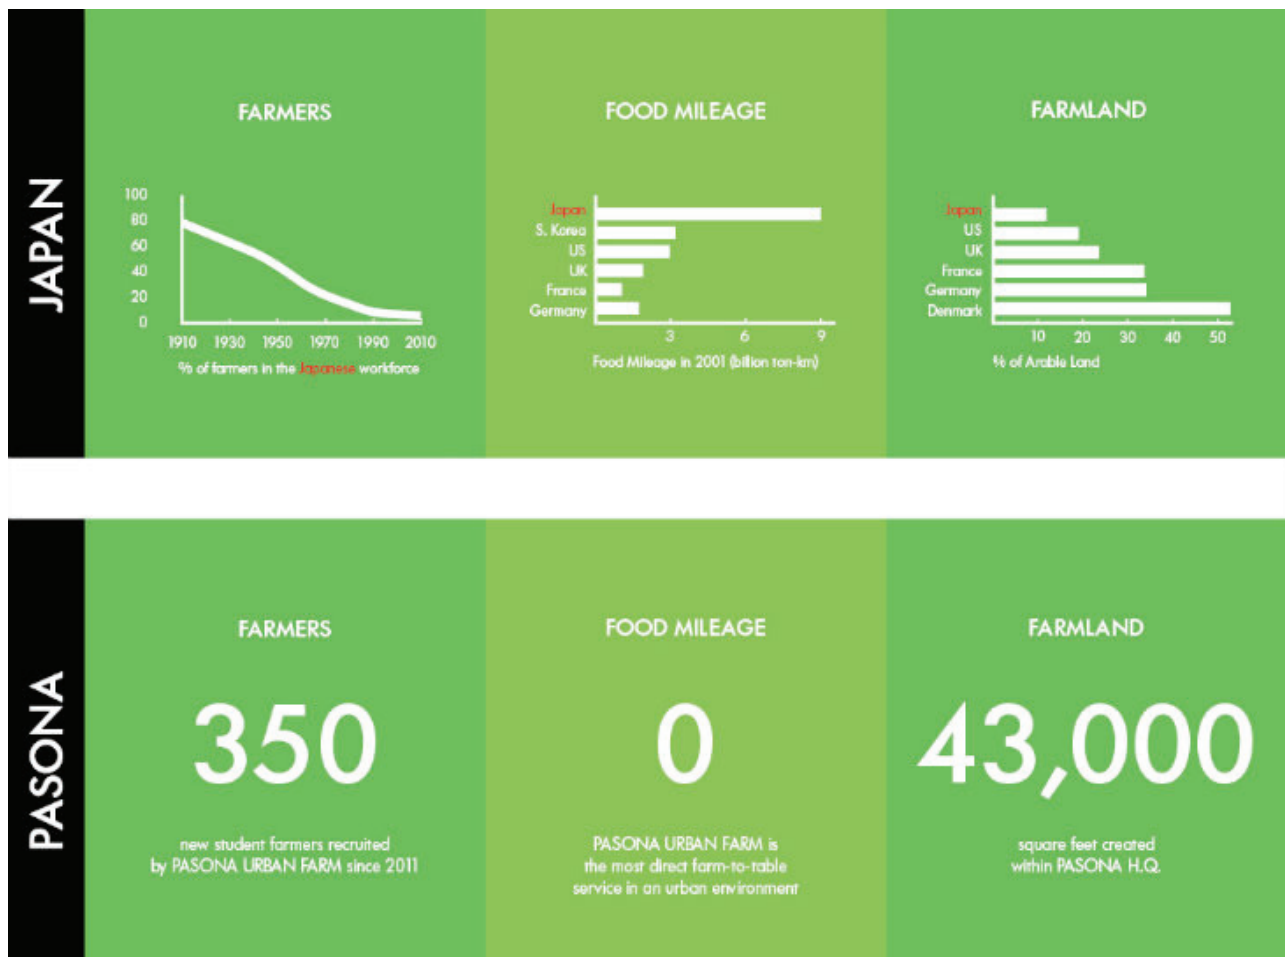 JAPAN
FARMERS
100
80
60
40
20
0
1910 1930 1950 1970 1990 2010
% of farmers in the Japanese workforce
FOOD MILEAGE
Japan
S. Korea
US
UK
France
Germany
3 6 9
Food Mileage in 2001 (billion ton-km)
FARMLAND
Japan
US
UK
France
Germany
Denmark
10 20 30 40 50
% of Arable Land
PASONA
FARMERS
350
new student farmers recruited
by PASONA URBAN FARM since 2011
FOOD MILEAGE
0
PASONA URBAN FARM is
the most direct farm-to-table
service in an urban environment
FARMLAND
43,000
square feet created
within PASONA H.Q.